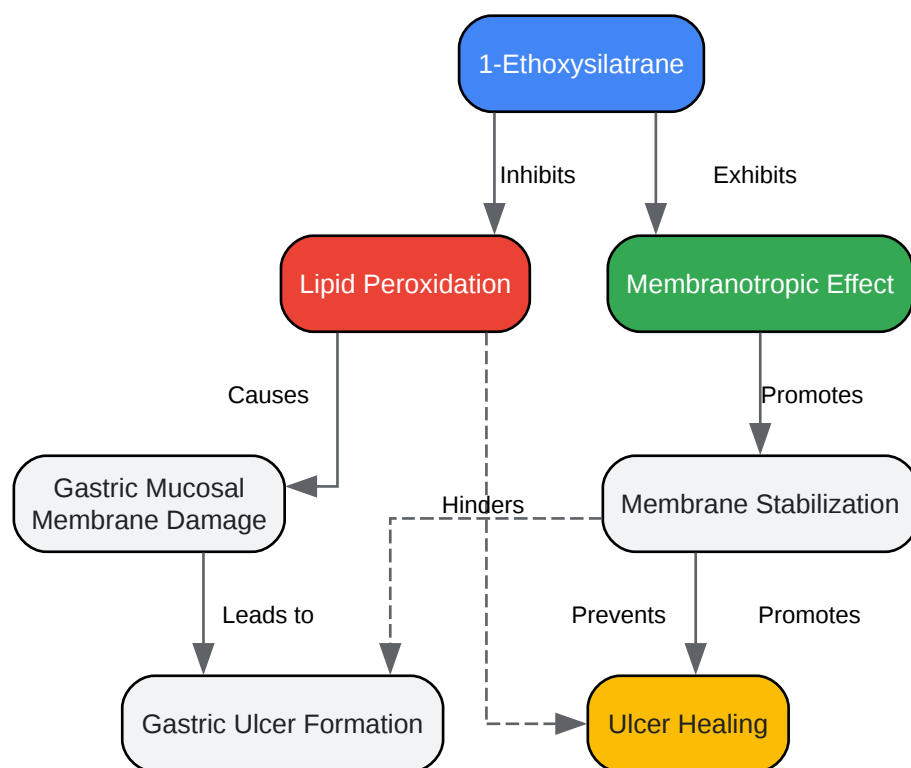 1-Ethoxysilatrane
Inhibits
Exhibits
Lipid Peroxidation
Membranotropic Effect
Causes
Promotes
Gastric Mucosal
Membrane Damage
Hinders
Membrane Stabilization
Leads to
Prevents
Promotes
Gastric Ulcer Formation
Ulcer Healing